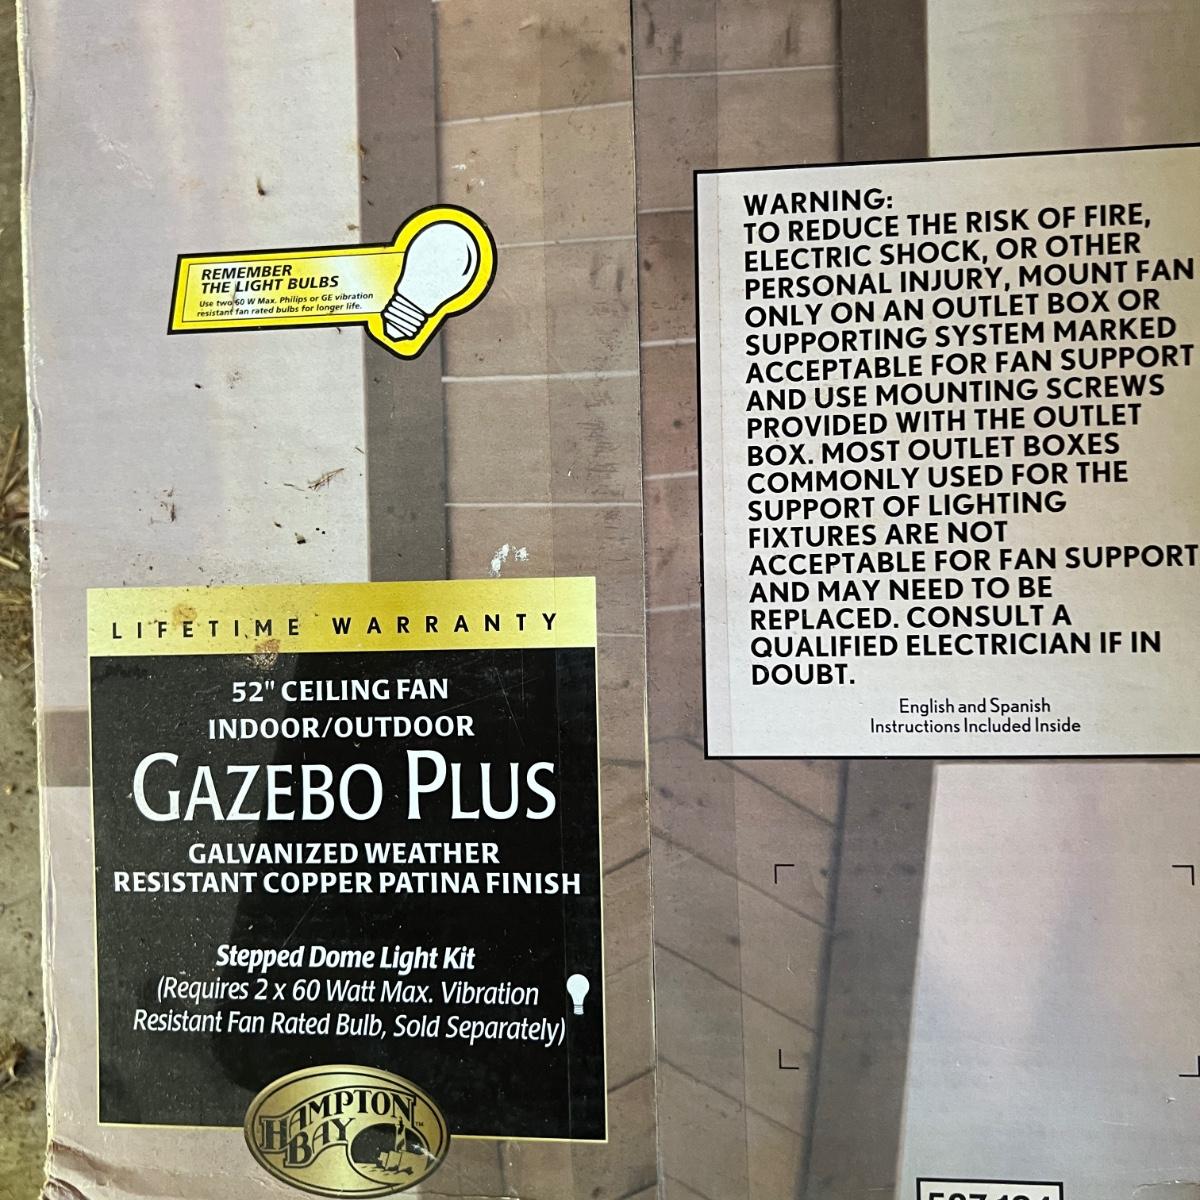 REMEMBER
THE LIGHT BULBS
Use two 60 W Max. Philips or GE vibration
resistant fan rated bulbs for longer life.
WARNING:
TO REDUCE THE RISK OF FIRE,
ELECTRIC SHOCK, OR OTHER
PERSONAL INJURY, MOUNT FAN
ONLY ON AN OUTLET BOX OR
SUPPORTING SYSTEM MARKED
ACCEPTABLE FOR FAN SUPPORT
AND USE MOUNTING SCREWS
PROVIDED WITH THE OUTLET
BOX. MOST OUTLET BOXES
COMMONLY USED FOR THE
SUPPORT OF LIGHTING
FIXTURES ARE NOT
ACCEPTABLE FOR FAN SUPPORT
AND MAY NEED TO BE
REPLACED. CONSULT A
QUALIFIED ELECTRICIAN IF IN
DOUBT.
English and Spanish
Instructions Included Inside
LIFETIME WARRANTY
52" CEILING FAN
INDOOR/OUTDOOR
GAZEBO PLUS
GALVANIZED WEATHER
RESISTANT COPPER PATINA FINISH
Stepped Dome Light Kit
(Requires 2 x 60 Watt Max. Vibration
Resistant Fan Rated Bulb, Sold Separately)
HAMPTON
BAY